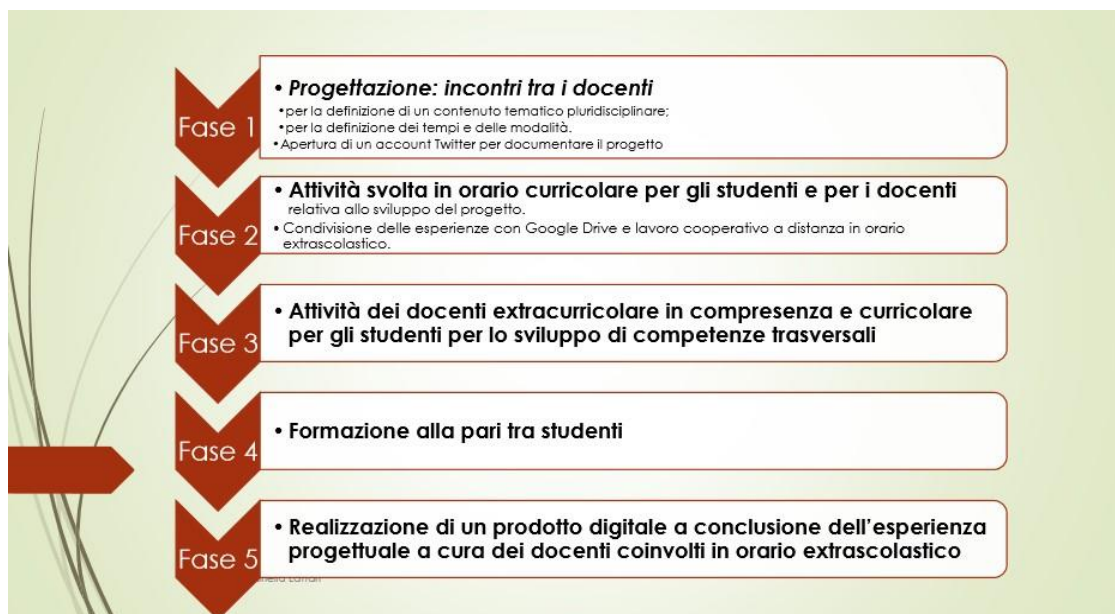 Fase 1
• Progettazione: incontri tra i docenti
• per la definizione di un contenuto tematico pluridisciplinare;
• per la definizione dei tempi e delle modalità.
• Apertura di un account Twitter per documentare il progetto
Fase 2
• Attività svolta in orario curricolare per gli studenti e per i docenti
relativa allo sviluppo del progetto.
• Condivisione delle esperienze con Google Drive e lavoro cooperativo a distanza in orario
extrascolastico.
Fase 3
• Attività dei docenti extracurricolare in compresenza e curricolare
per gli studenti per lo sviluppo di competenze trasversali
Fase 4
• Formazione alla pari tra studenti
Fase 5
• Realizzazione di un prodotto digitale a conclusione dell'esperienza
progettuale a cura dei docenti coinvolti in orario extrascolastico